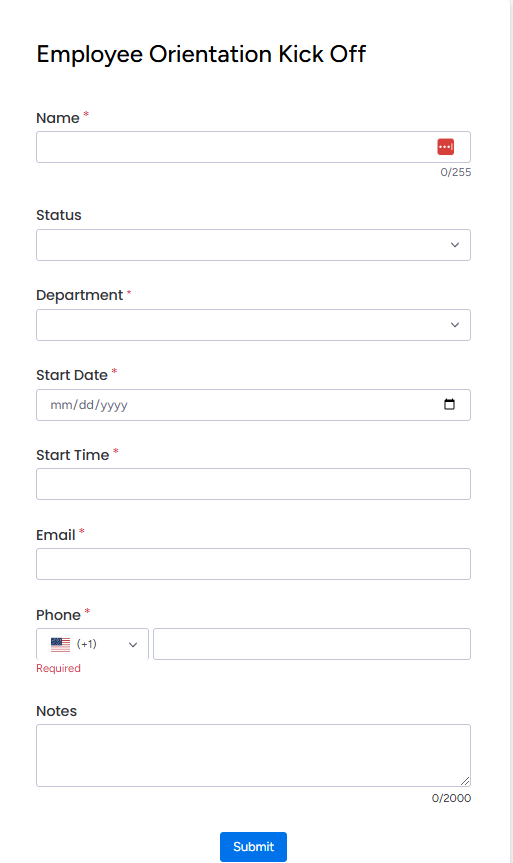 Employee Orientation Kick Off
Name *
0/255
Status
Department *
Start Date *
mm/dd/yyyy
Start Time *
Email *
Phone *
(+1)
Required
Notes
0/2000
Submit